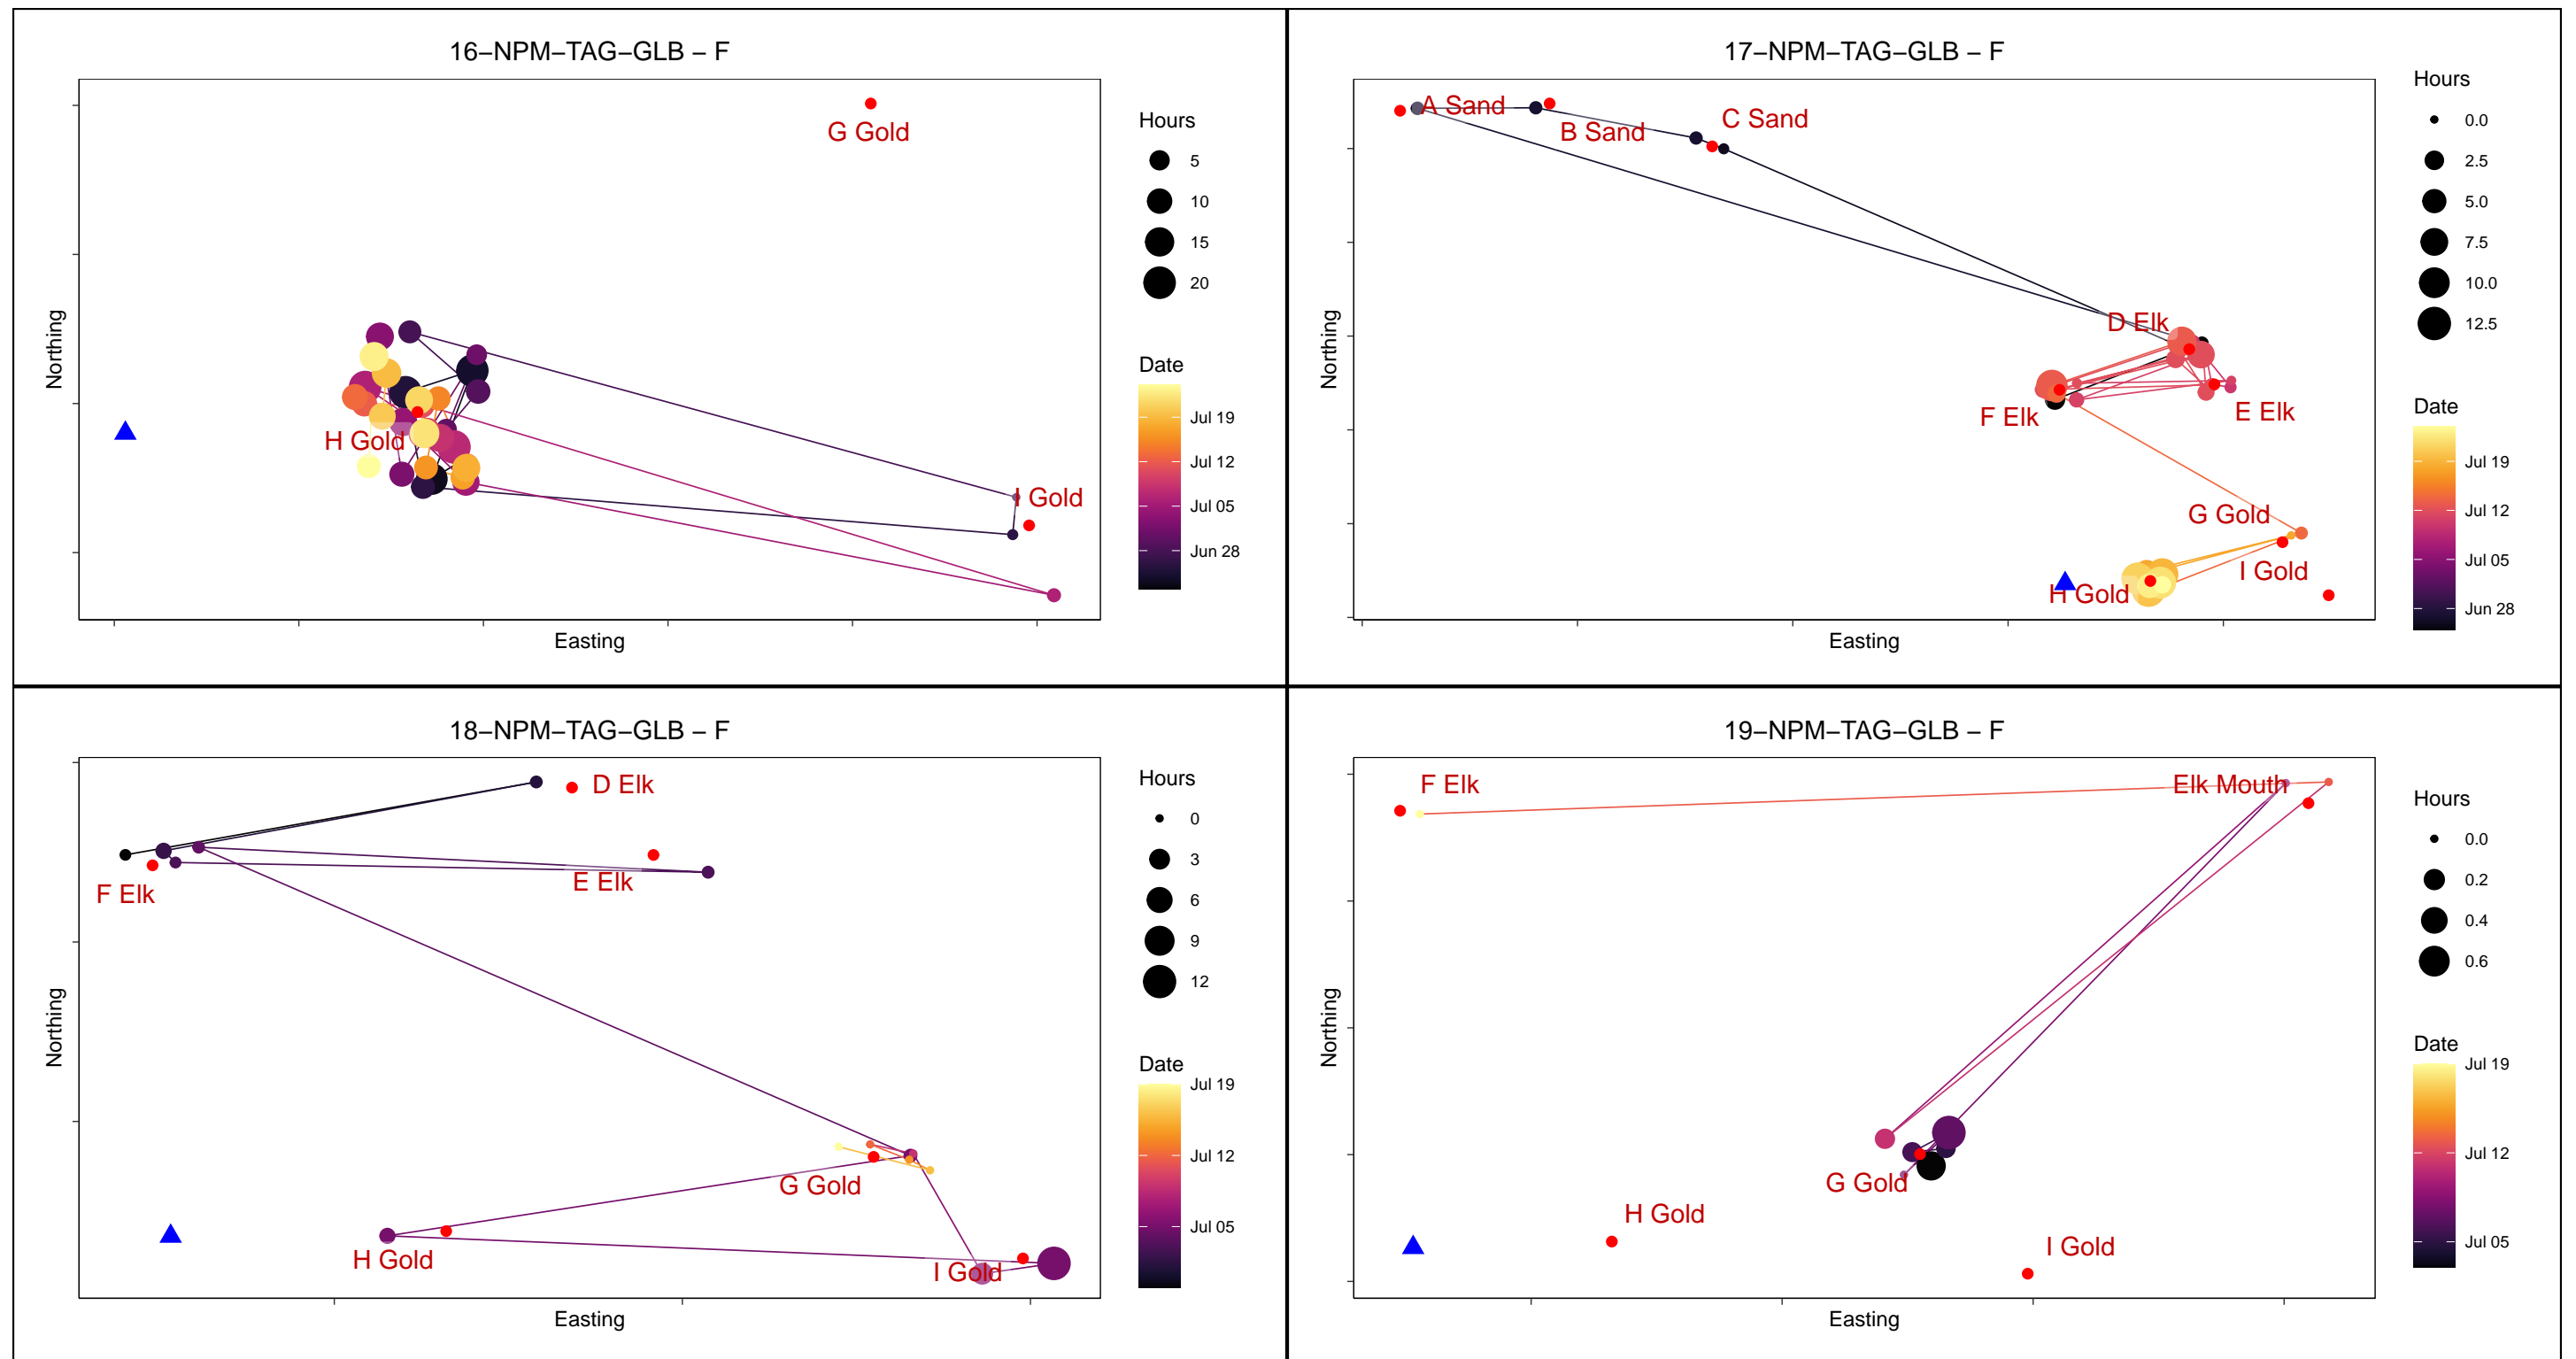 16−NPM−TAG−GLB − F
G Gold
H Gold
I Gold
Northing
Easting
Hours
5
10
15
20
Date
Jul 19
Jul 12
Jul 05
Jun 28
17−NPM−TAG−GLB − F
A Sand
B Sand
C Sand
D Elk
F Elk
E Elk
G Gold
I Gold
H Gold
Northing
Easting
Hours
0.0
2.5
5.0
7.5
10.0
12.5
Date
Jul 19
Jul 12
Jul 05
Jun 28
18−NPM−TAG−GLB − F
D Elk
E Elk
F Elk
G Gold
H Gold
I Gold
Northing
Easting
Hours
0
3
6
9
12
Date
Jul 19
Jul 12
Jul 05
19−NPM−TAG−GLB − F
F Elk
Elk Mouth
G Gold
H Gold
I Gold
Northing
Easting
Hours
0.0
0.2
0.4
0.6
Date
Jul 19
Jul 12
Jul 05